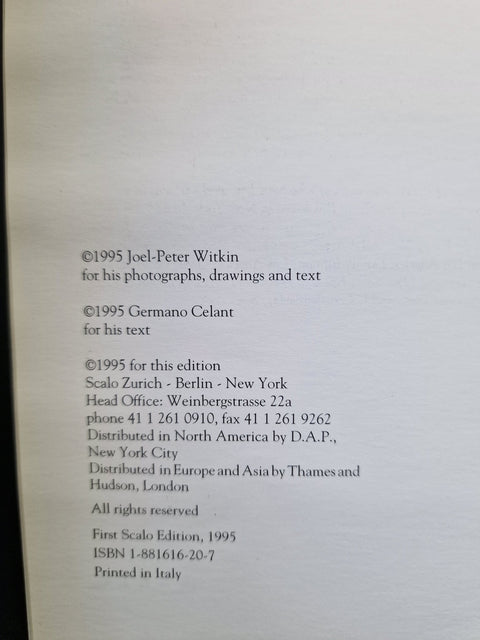 ©1995 Joel-Peter Witkin
for his photographs, drawings and text
©1995 Germano Celant
for his text
©1995 for this edition
Scalo Zurich - Berlin - New York
Head Office: Weinbergstrasse 22a
phone 41 1 261 0910, fax 41 1 261 9262
Distributed in North America by D.A.P.,
New York City
Distributed in Europe and Asia by Thames and
Hudson, London
All rights reserved
First Scalo Edition, 1995
ISBN 1-881616-20-7
Printed in Italy